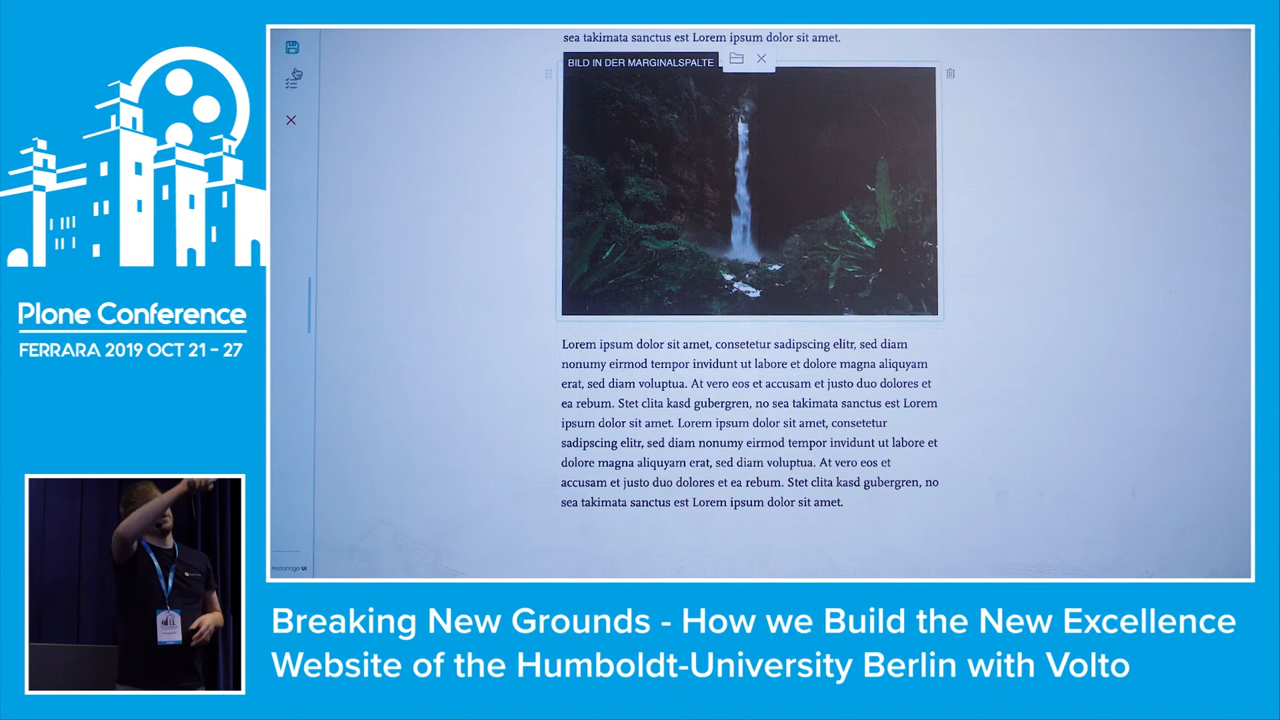 Plone Conference
FERRARA 2019 OCT 21 – 27
sea takimata sanctus est Lorem ipsum dolor sit amet.
BILD IN DER MARGINALSPALTE
Lorem ipsum dolor sit amet, consetetur sadipscing elitr, sed diam
nonumy eirmod tempor invidunt ut labore et dolore magna aliquyam
erat, sed diam voluptua. At vero eos et accusam et justo duo dolores et
ea rebum. Stet clita kasd gubergren, no sea takimata sanctus est Lorem
ipsum dolor sit amet. Lorem ipsum dolor sit amet, consetetur
sadipscing elitr, sed diam nonumy eirmod tempor invidunt ut labore et
dolore magna aliquyam erat, sed diam voluptua. At vero eos et
accusam et justo duo dolores et ea rebum. Stet clita kasd gubergren, no
sea takimata sanctus est Lorem ipsum dolor sit amet.
Breaking New Grounds - How we Build the New Excellence
Website of the Humboldt-University Berlin with Volto